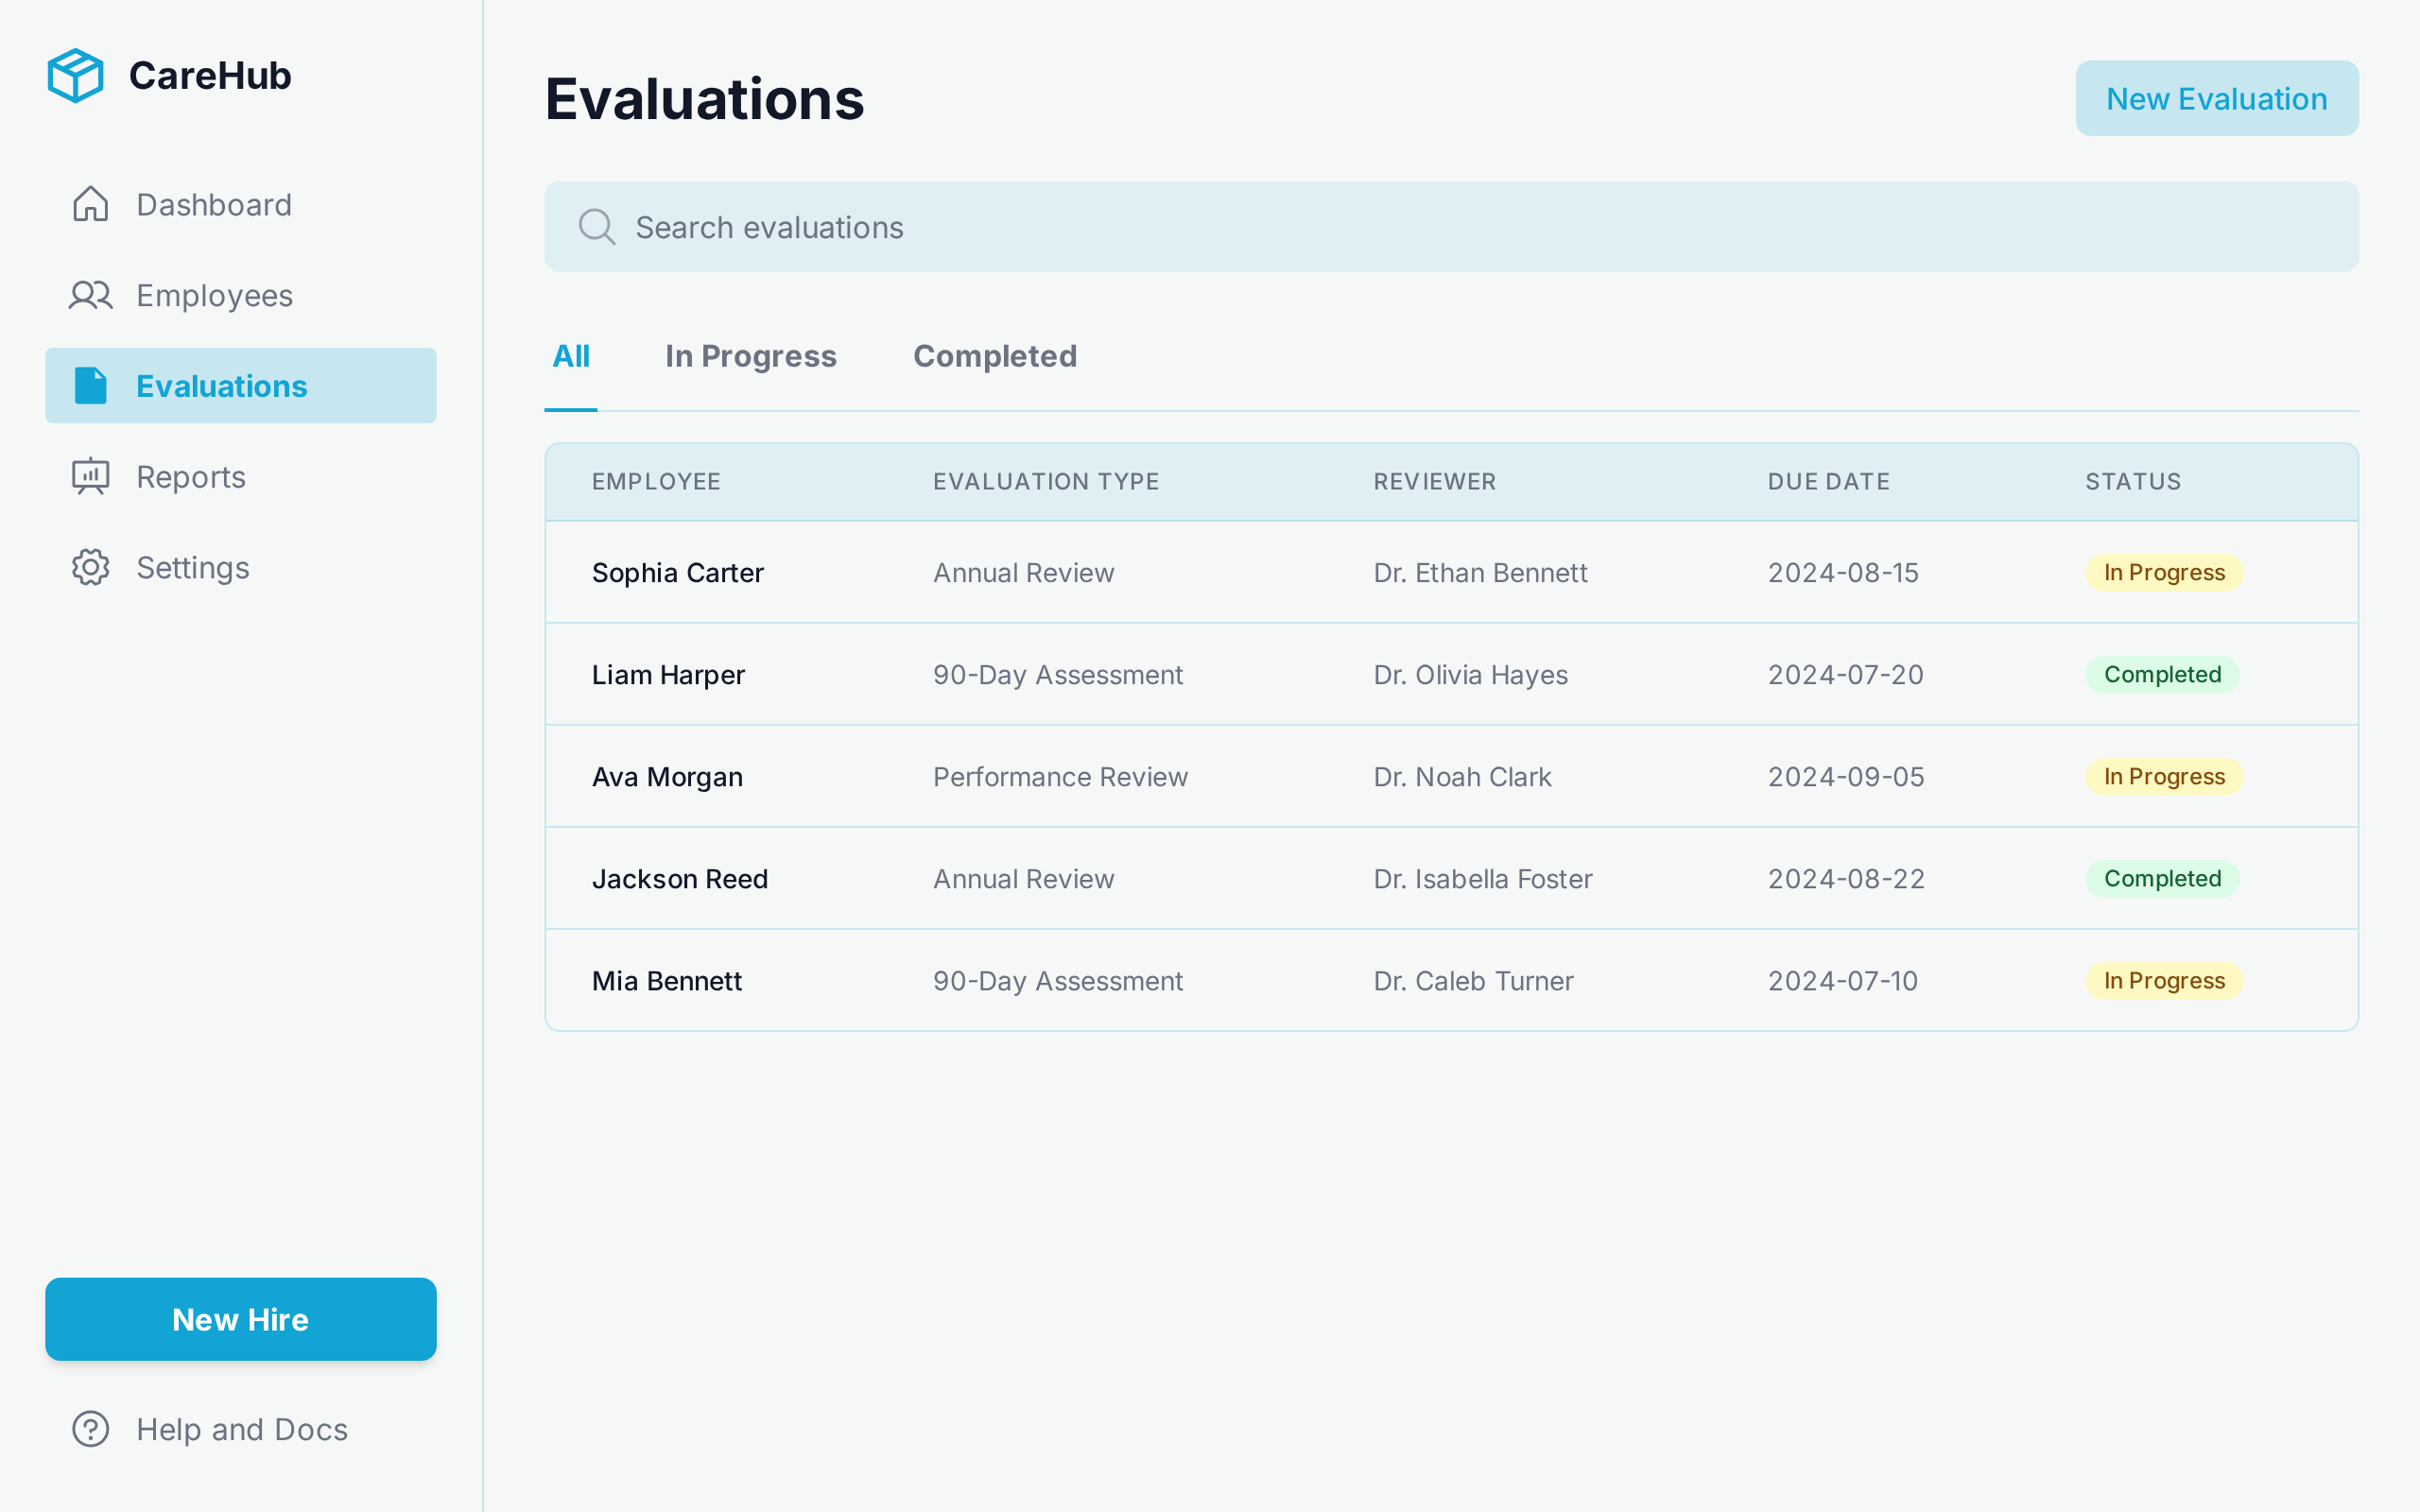 CareHub
Dashboard
Employees
Evaluations
Reports
Settings
New Hire
Help and Docs
Evaluations
New Evaluation
Search evaluations
All In Progress Completed
EMPLOYEE EVALUATION TYPE REVIEWER DUE DATE STATUS
Sophia Carter Annual Review Dr. Ethan Bennett 2024-08-15 In Progress
Liam Harper 90-Day Assessment Dr. Olivia Hayes 2024-07-20 Completed
Ava Morgan Performance Review Dr. Noah Clark 2024-09-05 In Progress
Jackson Reed Annual Review Dr. Isabella Foster 2024-08-22 Completed
Mia Bennett 90-Day Assessment Dr. Caleb Turner 2024-07-10 In Progress